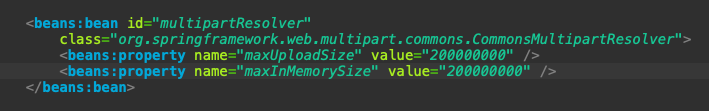 <beans:bean id="multipartResolver"
class="org.springframework.web.multipart.commons.CommonsMultipartResolver">
<beans:property name="maxUploadSize" value="200000000" />
<beans:property name="maxInMemorySize" value="200000000" />
</beans:bean>